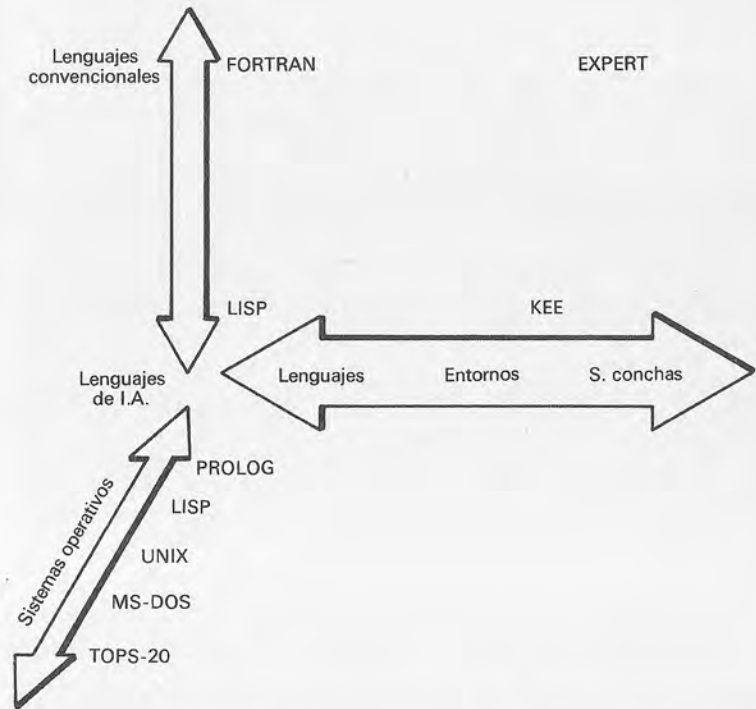 Lenguajes
convencionales
FORTRAN
EXPERT
LISP
KEE
Lenguajes
de I.A.
Lenguajes
Entornos
S. conchas
Sistemas operativos
PROLOG
LISP
UNIX
MS-DOS
TOPS-20